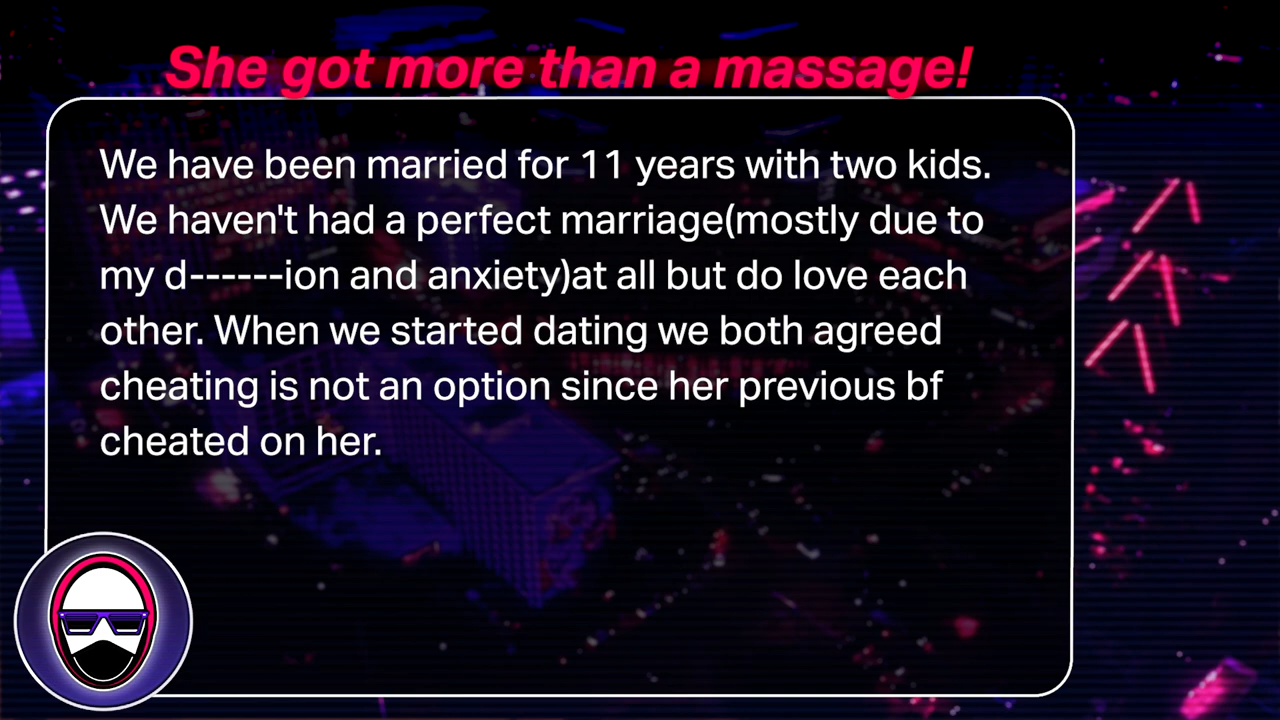 She got more than a massage!
We have been married for 11 years with two kids.
We haven't had a perfect marriage(mostly due to
my d------ion and anxiety)at all but do love each
other. When we started dating we both agreed
cheating is not an option since her previous bf
cheated on her.